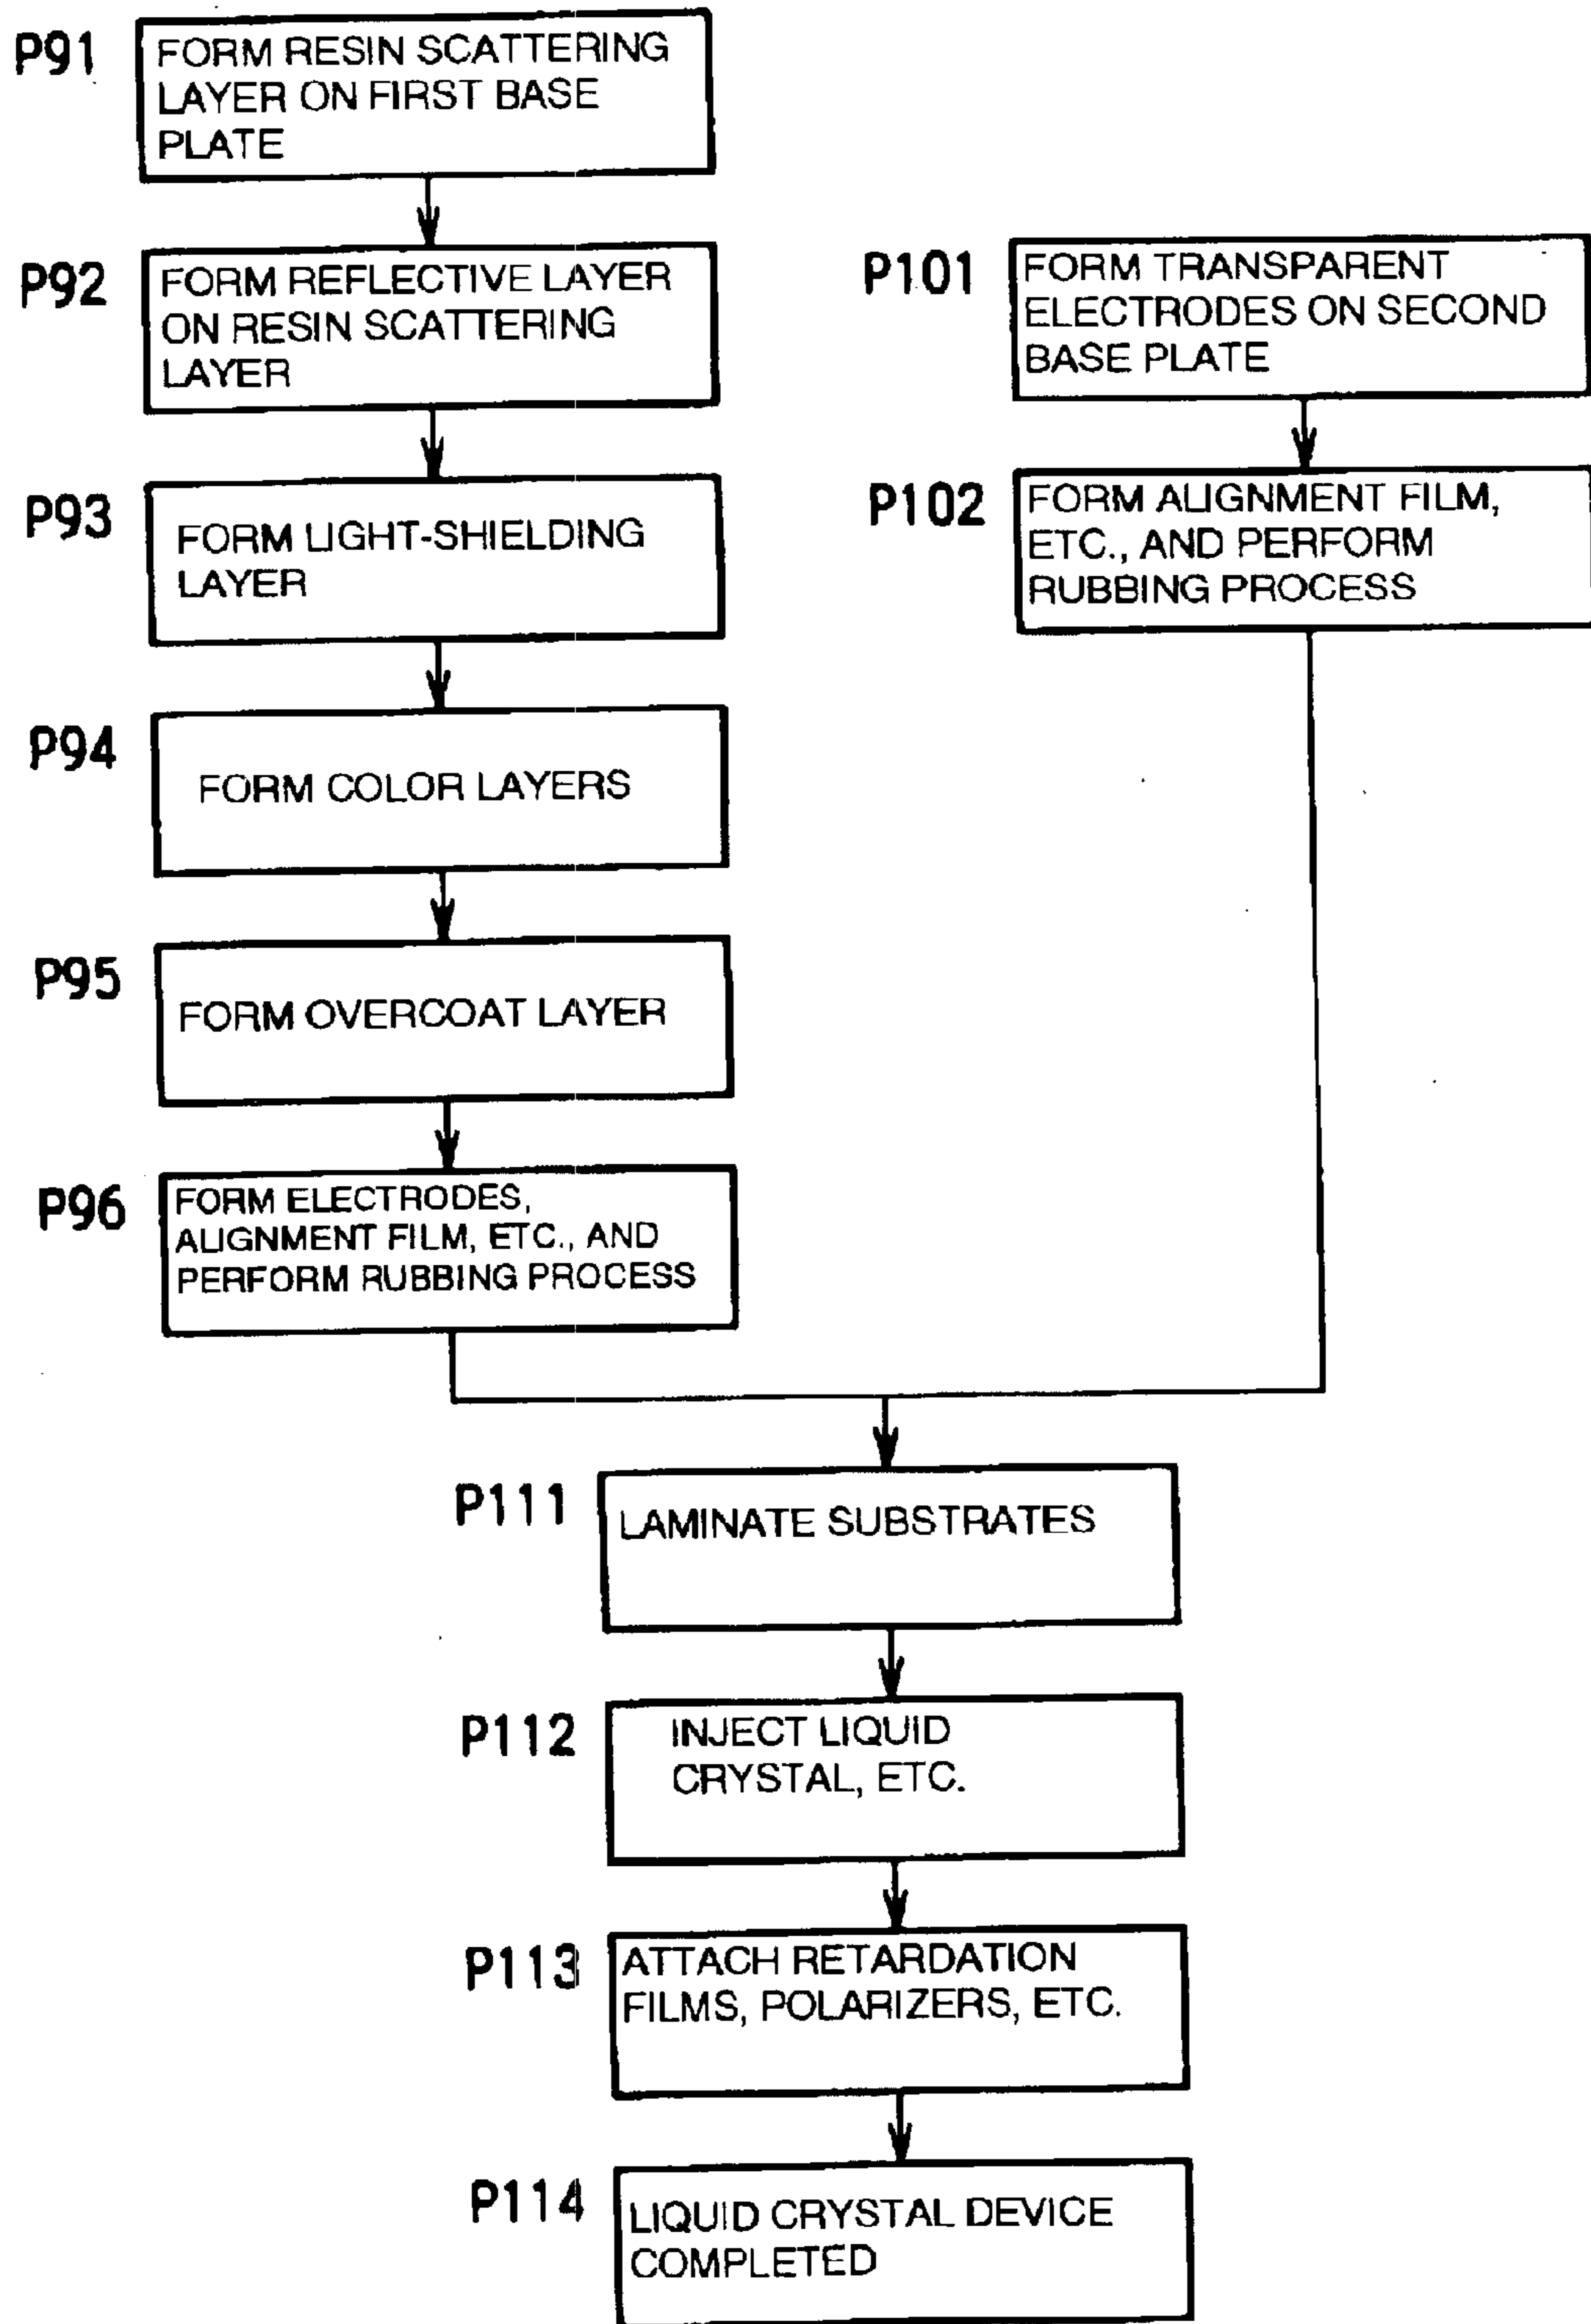 P91
FORM RESIN SCATTERING
LAYER ON FIRST BASE
PLATE
P92
FORM REFLECTIVE LAYER
ON RESIN SCATTERING
LAYER
P93
FORM LIGHT-SHIELDING
LAYER
P94
FORM COLOR LAYERS
P95
FORM OVERCOAT LAYER
P96
FORM ELECTRODES,
ALIGNMENT FILM, ETC., AND
PERFORM RUBBING PROCESS
P101
FORM TRANSPARENT
ELECTRODES ON SECOND
BASE PLATE
P102
FORM ALIGNMENT FILM,
ETC., AND PERFORM
RUBBING PROCESS
P111
LAMINATE SUBSTRATES
P112
INJECT LIQUID
CRYSTAL, ETC.
P113
ATTACH RETARDATION
FILMS, POLARIZERS, ETC.
P114
LIQUID CRYSTAL DEVICE
COMPLETED